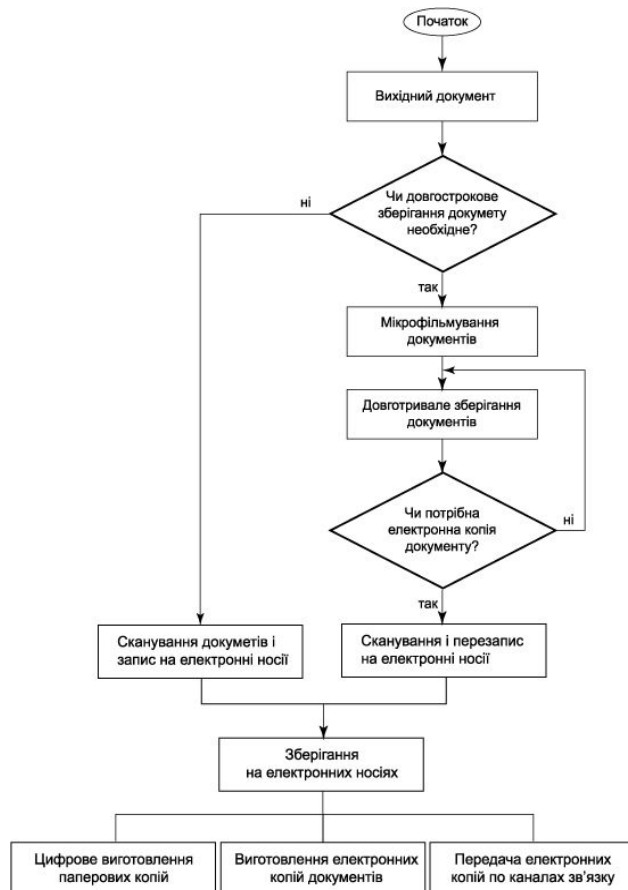 Початок
Вихідний документ
Чи довгострокове
зберігання докумету
необхідне?
ні
так
Мікрофільмування
документів
Довготривале зберігання
документів
Чи потрібна
електронна копія
документу?
ні
так
Сканування докуметів і
запис на електронні носії
Сканування і перезапис
на електронні носії
Зберігання
на електронних носіях
Цифрове виготовлення
паперових копій
Виготовлення електронних
копій документів
Передача електронних
копій по каналах зв’язку